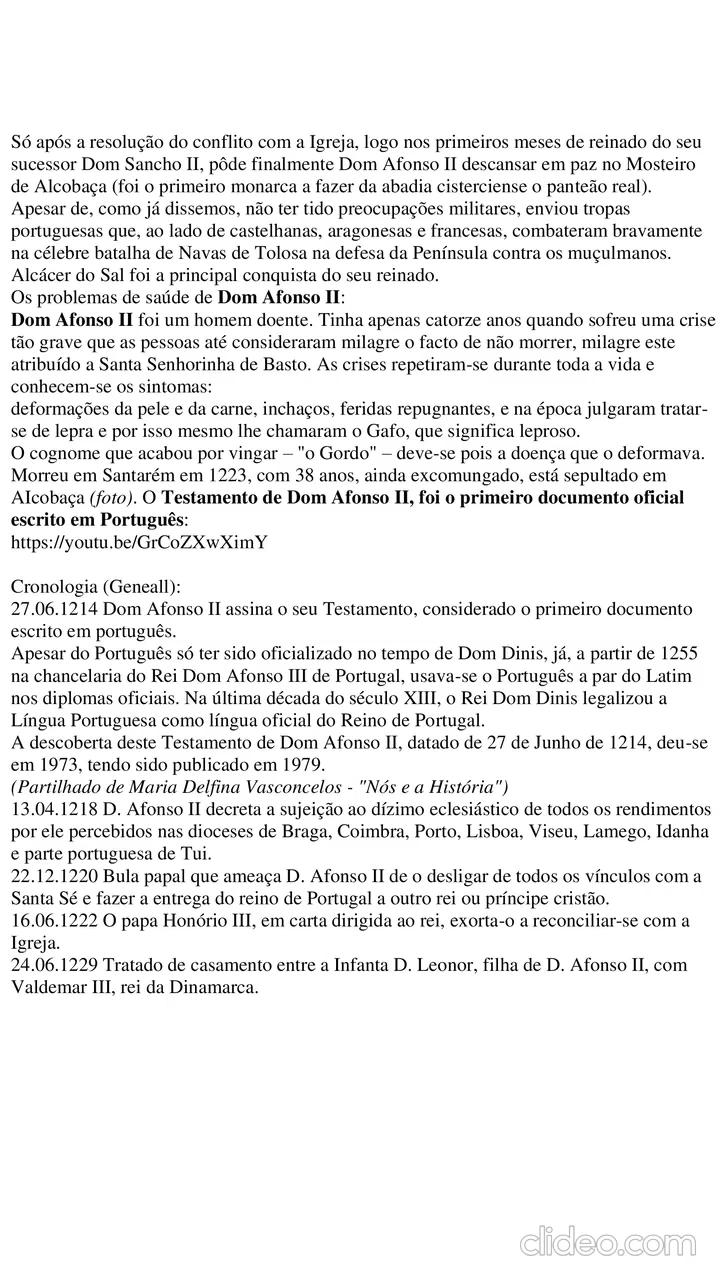 Só após a resolução do conflito com a Igreja, logo nos primeiros meses de reinado do seu
sucessor Dom Sancho II, pôde finalmente Dom Afonso II descansar em paz no Mosteiro
de Alcobaça (foi o primeiro monarca a fazer da abadia cisterciense o panteão real).
Apesar de, como já dissemos, não ter tido preocupações militares, enviou tropas
portuguesas que, ao lado de castelhanas, aragonesas e francesas, combateram bravamente
na célebre batalha de Navas de Tolosa na defesa da Península contra os muçulmanos.
Alcácer do Sal foi a principal conquista do seu reinado.
Os problemas de saúde de Dom Afonso II:
Dom Afonso II foi um homem doente. Tinha apenas catorze anos quando sofreu uma crise
tão grave que as pessoas até consideraram milagre o facto de não morrer, milagre este
atribuído a Santa Senhorinha de Basto. As crises repetiram-se durante toda a vida e
conhecem-se os sintomas:
deformações da pele e da carne, inchaços, feridas repugnantes, e na época julgaram tratar-
se de lepra e por isso mesmo lhe chamaram o Gafo, que significa leproso.
O cognome que acabou por vingar – "o Gordo" – deve-se pois a doença que o deformava.
Morreu em Santarém em 1223, com 38 anos, ainda excomungado, está sepultado em
AIcobaça (foto). O Testamento de Dom Afonso II, foi o primeiro documento oficial
escrito em Português:
https://youtu.be/GrCoZXwXimY
Cronologia (Geneall):
27.06.1214 Dom Afonso II assina o seu Testamento, considerado o primeiro documento
escrito em português.
Apesar do Português só ter sido oficializado no tempo de Dom Dinis, já, a partir de 1255
na chancelaria do Rei Dom Afonso III de Portugal, usava-se o Português a par do Latim
nos diplomas oficiais. Na última década do século XIII, o Rei Dom Dinis legalizou a
Língua Portuguesa como língua oficial do Reino de Portugal.
A descoberta deste Testamento de Dom Afonso II, datado de 27 de Junho de 1214, deu-se
em 1973, tendo sido publicado em 1979.
(Partilhado de Maria Delfina Vasconcelos - "Nós e a História")
13.04.1218 D. Afonso II decreta a sujeição ao dízimo eclesiástico de todos os rendimentos
por ele percebidos nas dioceses de Braga, Coimbra, Porto, Lisboa, Viseu, Lamego, Idanha
e parte portuguesa de Tui.
22.12.1220 Bula papal que ameaça D. Afonso II de o desligar de todos os vínculos com a
Santa Sé e fazer a entrega do reino de Portugal a outro rei ou príncipe cristão.
16.06.1222 O papa Honório III, em carta dirigida ao rei, exorta-o a reconciliar-se com a
Igreja.
24.06.1229 Tratado de casamento entre a Infanta D. Leonor, filha de D. Afonso II, com
Valdemar III, rei da Dinamarca.
clideo.com